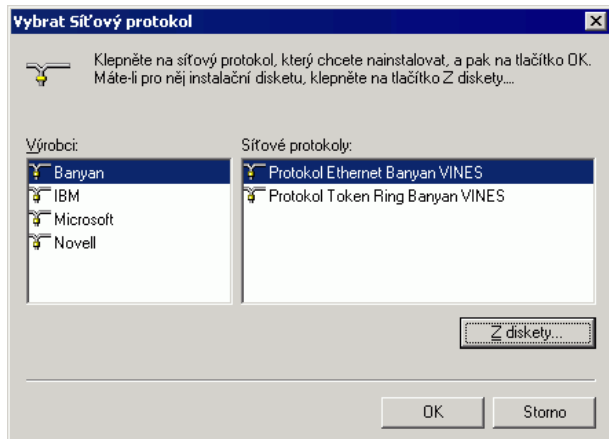 Vybrat Síťový protokol
Klepněte na síťový protokol, který chcete nainstalovat, a pak na tlačítko OK.
Máte-li pro něj instalační disketu, klepněte na tlačítko Z diskety....
Výrobci:
Síťové protokoly:
Banyan
IBM
Microsoft
Novell
Protokol Ethernet Banyan VINES
Protokol Token Ring Banyan VINES
Z diskety...
OK
Storno